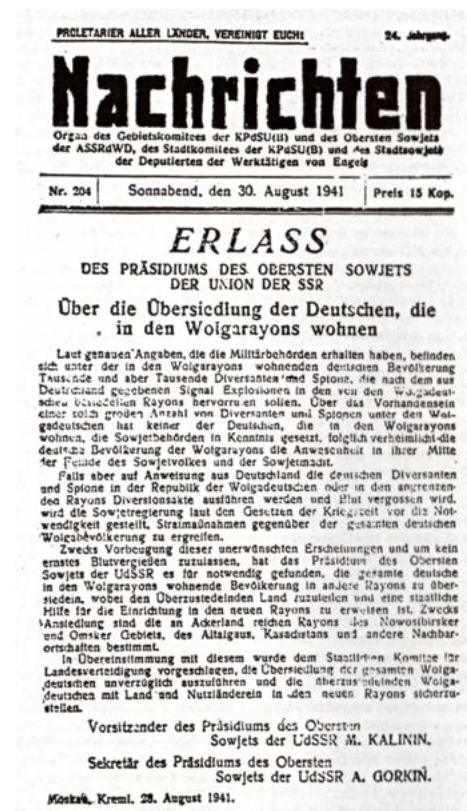 PROLETARIER ALLER LÄNDER, VEREINIGT EUCH!
24. Jahrgang.
Nachrichten
Organ des Gebietskomitees der KPdSU(B) und des Obersten Sowjets
der ASSRdWD, des Stadtkomitees der KPdSU(B) und des Stadtsowjets
der Deputierten der Werktätigen von Engels
Nr. 204
Sonnabend, den 30. August 1941
Preis 15 Kop.
ERLASS
DES PRÄSIDIUMS DES OBERSTEN SOWJETS
DER UNION DER SSR
Über die Übersiedlung der Deutschen, die
in den Wolgarayons wohnen
Laut genauen Angaben, die die Militärbehörden erhalten haben, befinden
sich unter der in den Wolgarayons wohnenden deutschen Bevölkerung
Tausende und aber Tausende Diversanten und Spione, die nach dem aus
Deutschland gegebenen Signal Explosionen in den von den Wolgadeut-
schen besiedelten Rayons hervorrufen sollen. Über das Vorhandensein
einer solch großen Anzahl von Diversanten und Spionen unter den Wol-
gadeutschen hat keiner der Deutschen, die in den Wolgarayons
wohnen, die Sowjetbehörden in Kenntnis gesetzt, folglich verheimlicht die
deutsche Bevölkerung der Wolgarayons die Anwesenheit in ihrer Mitte
der Feinde des Sowjetvolkes und der Sowjetmacht.
Falls aber auf Anweisung aus Deutschland die deutschen Diversanten
und Spione in der Republik der Wolgadeutschen oder in den angrenzen-
den Rayons Diversionsakte ausführen werden und Blut vergossen wird,
wird die Sowjetregierung laut den Gesetzen der Kriegszeit vor die Not-
wendigkeit gestellt, Strafmaßnahmen gegenüber der gesamten deutschen
Wolgabevölkerung zu ergreifen.
Zwecks Vorbeugung dieser unerwünschten Erscheinungen und um kein
ernstes Blutvergießen zuzulassen, hat das Präsidium des Obersten
Sowjets der UdSSR es für notwendig gefunden, die gesamte deutsche
in den Wolgarayons wohnende Bevölkerung in andere Rayons zu über-
siedeln, wobei den Überzusiedelnden Land zuzuteilen und eine staatliche
Hilfe für die Einrichtung in den neuen Rayons zu erweisen ist. Zwecks
Ansiedlung sind die an Ackerland reichen Rayons des Nowosibirsker
und Omsker Gebiets, des Altaigaus, Kasachstans und andere Nachbar-
ortschaften bestimmt.
In Übereinstimmung mit diesem wurde dem Staatlichen Komitee für
Landesverteidigung vorgeschlagen, die Übersiedlung der gesamten Wolga-
deutschen unverzüglich auszuführen und die überzusiedelnden Wolga-
deutschen mit Land und Nutzländerein in den neuen Rayons sicherzu-
stellen.
Vorsitzender des Präsidiums des Obersten
Sowjets der UdSSR M. KALININ.
Sekretär des Präsidiums des Obersten
Sowjets der UdSSR A. GORKIN.
Moskau, Kreml. 28. August 1941.